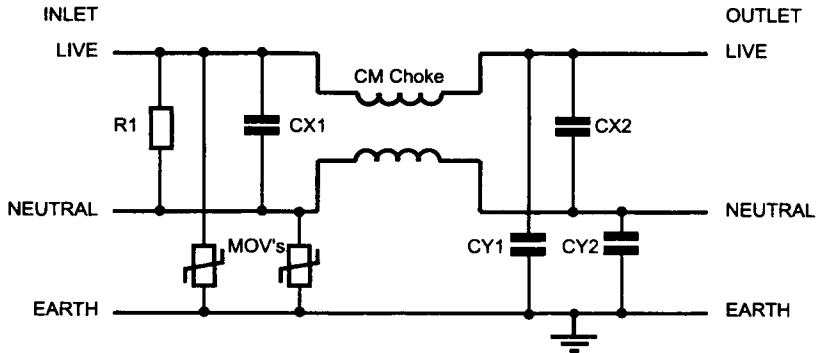 INLET
OUTLET
LIVE
LIVE
CM Choke
R1
CX1
CX2
NEUTRAL
NEUTRAL
MOV's
CY1
CY2
EARTH
EARTH